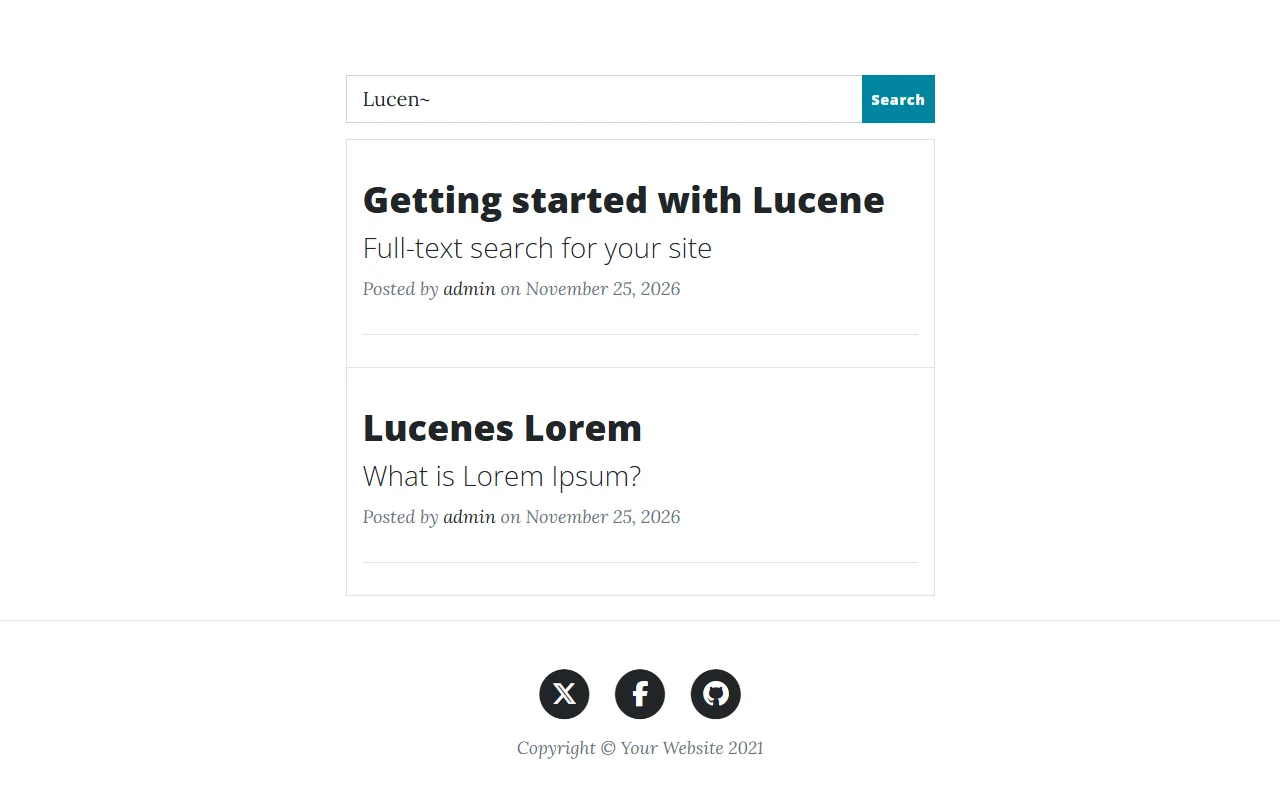 Lucen~
Search
Getting started with Lucene
Full-text search for your site
Posted by admin on November 25, 2026
Lucenes Lorem
What is Lorem Ipsum?
Posted by admin on November 25, 2026
Copyright © Your Website 2021